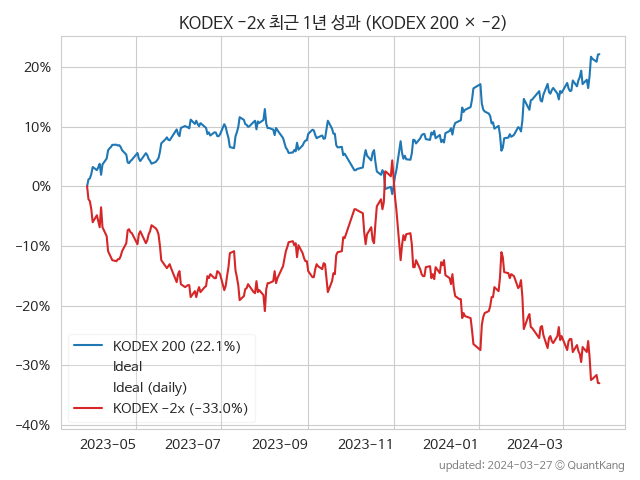 KODEX -2x 최근 1년 성과 (KODEX 200 × -2)
20%
10%
0%
-10%
-20%
-30%
-40%
KODEX 200 (22.1%)
Ideal
Ideal (daily)
KODEX -2x (-33.0%)
2023-05
2023-07
2023-09
2023-11
2024-01
2024-03
updated: 2024-03-27 © QuantKang